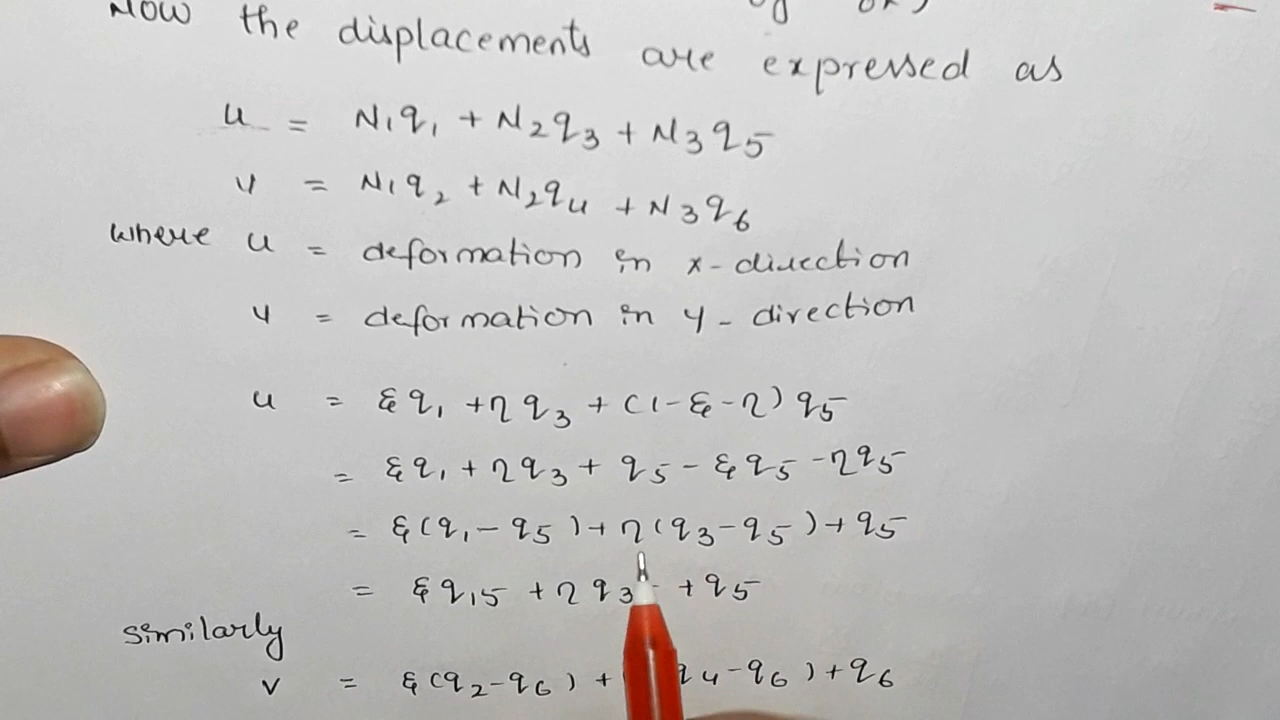 Now the displacements are expressed as
u = N₁q₁ + N₂q₃ + N₃q₅
v = N₁q₂ + N₂q₄ + N₃q₆
where u = deformation in x-direction
v = deformation in y-direction
u = ξq₁ + ηq₃ + (1-ξ-η)q₅
= ξq₁ + ηq₃ + q₅ - ξq₅ - ηq₅
= ξ(q₁-q₅) + η(q₃-q₅) + q₅
= ξq₁₅ + ηq₃ + q₅
similarly
v = ξ(q₂-q₆) + q₄-q₆) + q₆